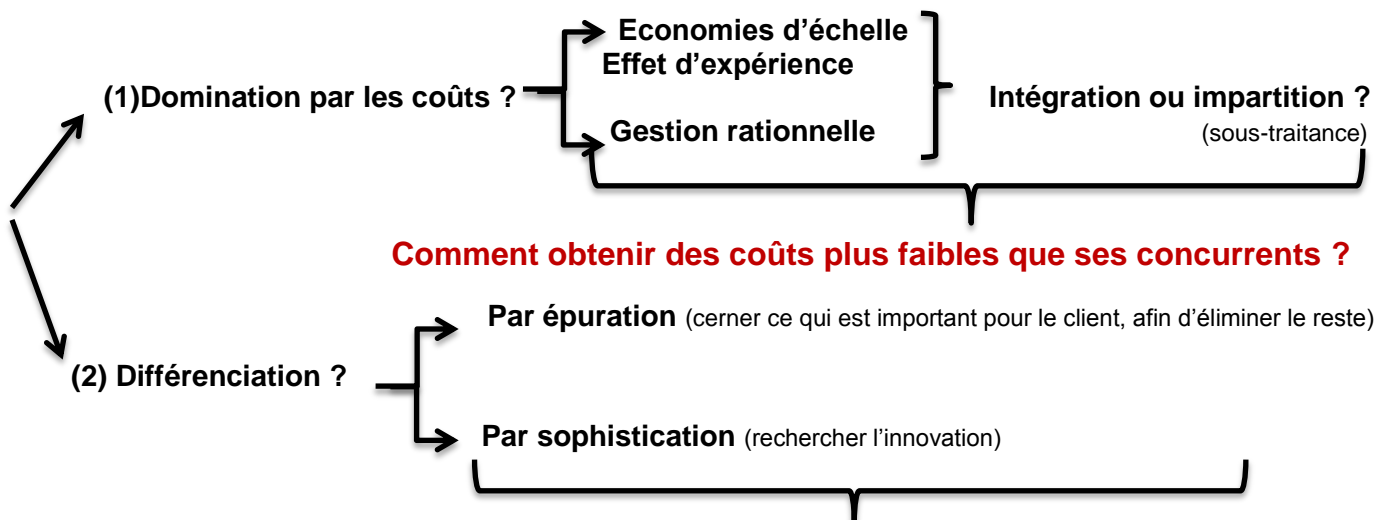 Economies d’échelle
Effet d’expérience
(1)Domination par les coûts ?
Intégration ou impartition ?
Gestion rationnelle
(sous-traitance)
Comment obtenir des coûts plus faibles que ses concurrents ?
Par épuration (cerner ce qui est important pour le client, afin d’éliminer le reste)
(2) Différenciation ?
Par sophistication (rechercher l’innovation)